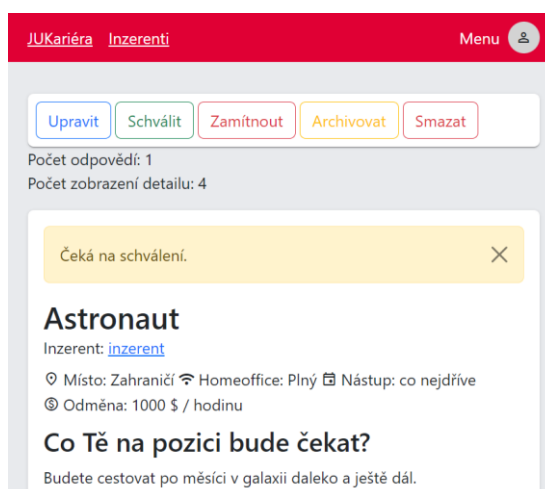 JUKariéra Inzerenti Menu
Upravit Schválit Zamítnout Archivovat Smazat
Počet odpovědí: 1
Počet zobrazení detailu: 4
Čeká na schválení.
Astronaut
Inzerent: inzerent
Místo: Zahraničí Homeoffice: Plný Nástup: co nejdříve
Odměna: 1000 $ / hodinu
Co Tě na pozici bude čekat?
Budete cestovat po měsíci v galaxii daleko a ještě dál.